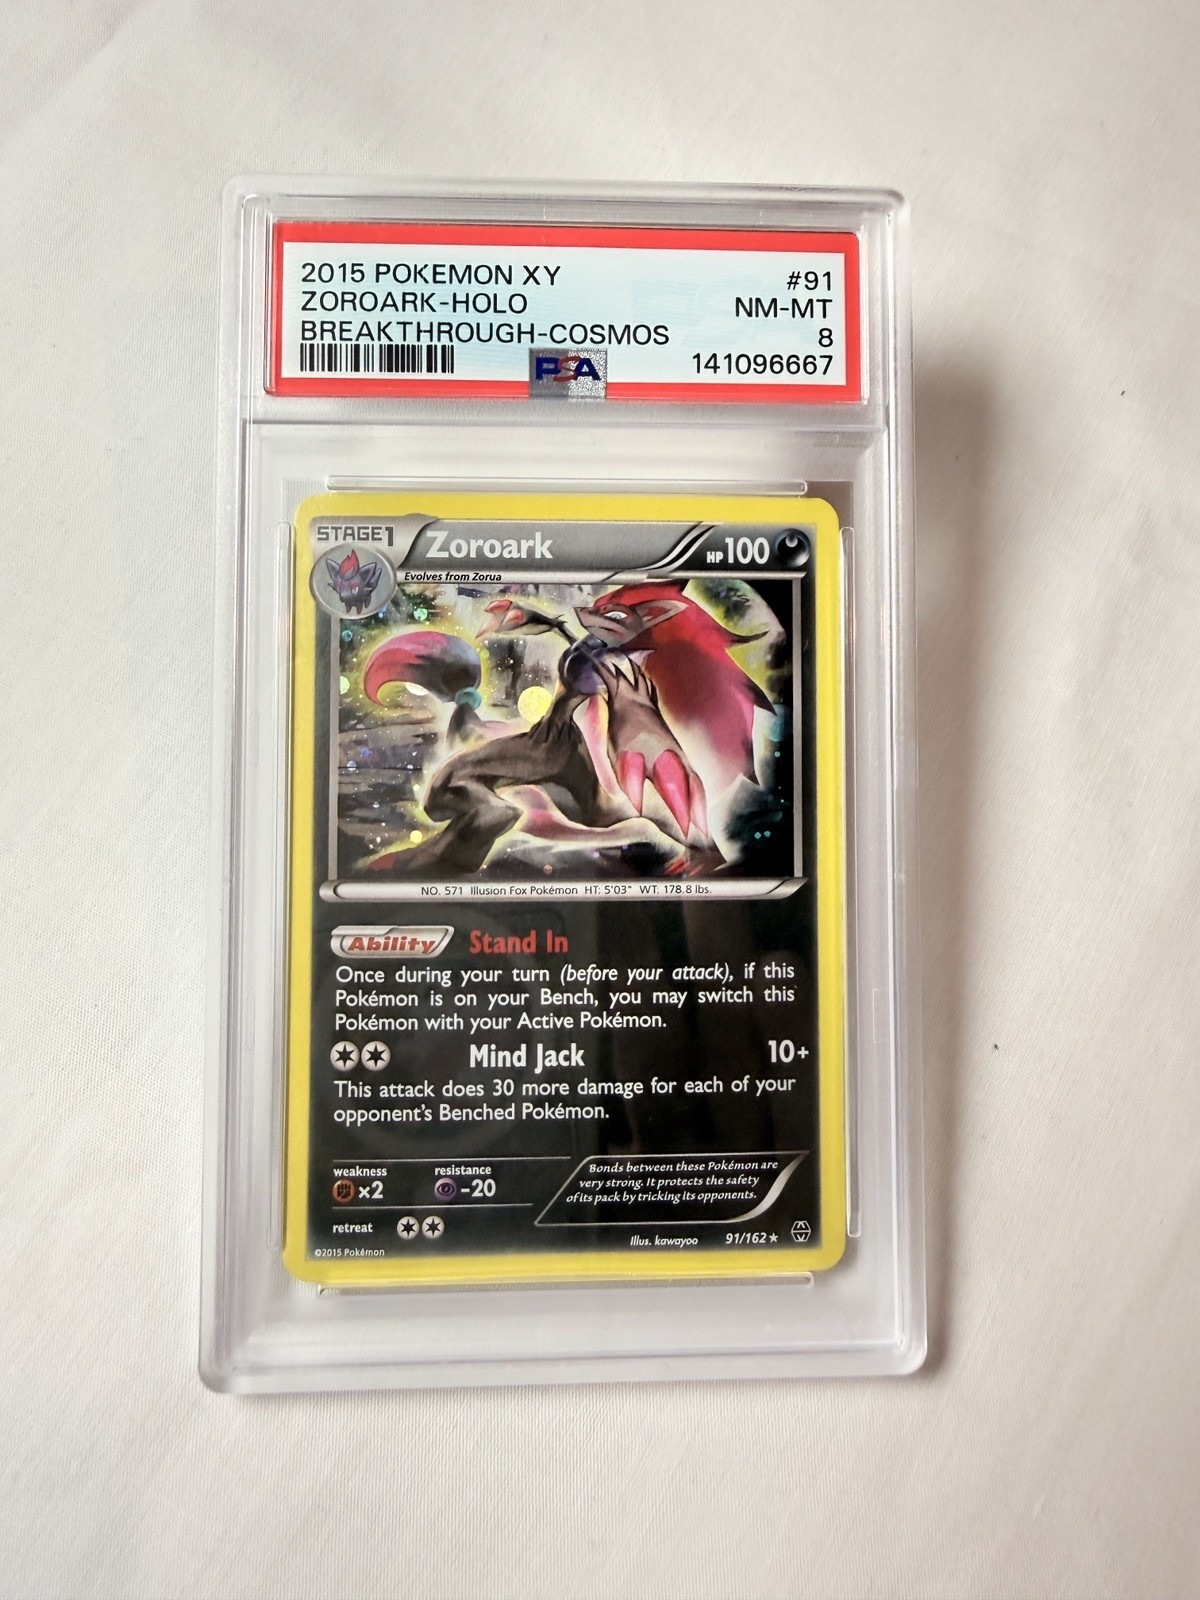 2015 POKEMON XY #91
ZOROARK-HOLO NM-MT
BREAKTHROUGH-COSMOS 8
PSA 141096667
STAGE1 Zoroark HP100
Evolves from Zorua
NO. 571 Illusion Fox Pokémon HT: 5'03" WT: 178.8 lbs.
Ability Stand In
Once during your turn (before your attack), if this
Pokémon is on your Bench, you may switch this
Pokémon with your Active Pokémon.
Mind Jack 10+
This attack does 30 more damage for each of your
opponent's Benched Pokémon.
weakness resistance
×2 -20
retreat
Bonds between these Pokémon are
very strong. It protects the safety
of its pack by tricking its opponents.
Illus. kawayoo 91/162 ★
©2015 Pokémon